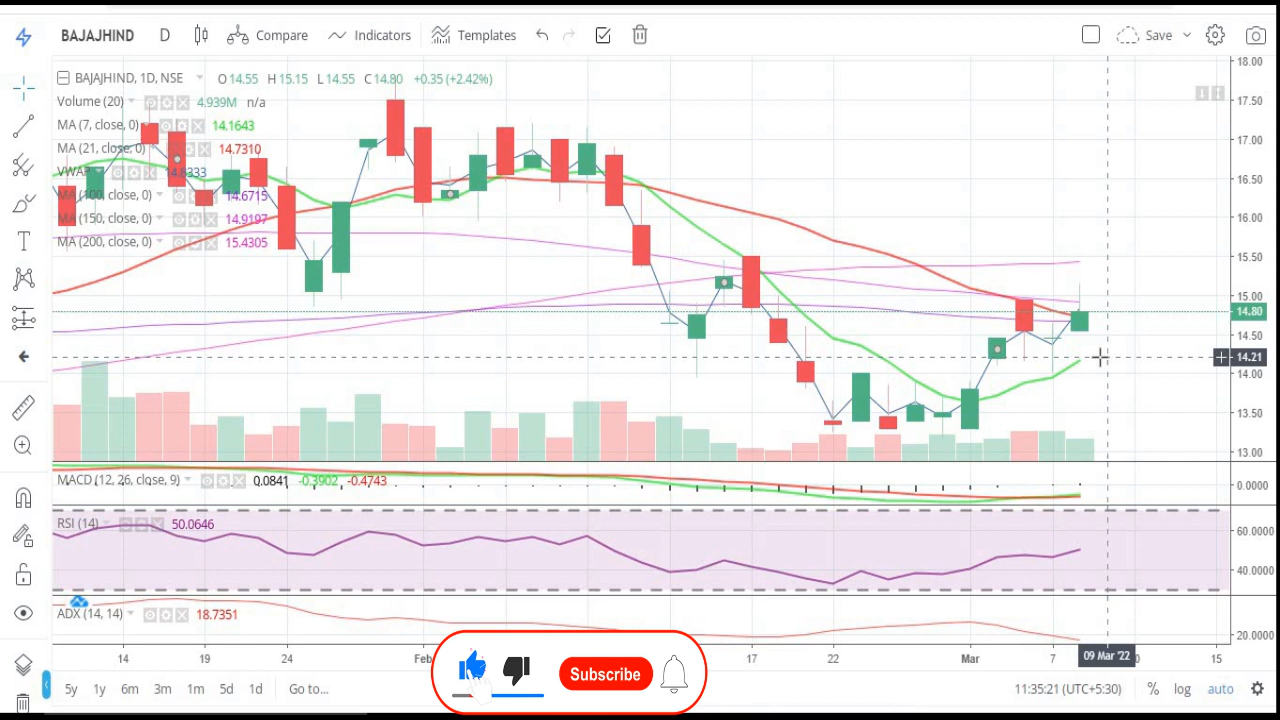 BAJAJHIND D Compare Indicators Templates Save
BAJAJHIND, 1D, NSE O 14.55 H 15.15 L 14.55 C 14.80 +0.35 (+2.42%)
Volume (20) 4.939M n/a
MA (7, close, 0) 14.1643
MA (21, close, 0) 14.7310
VWAP
MA (100, close, 0) 14.6715
MA (150, close, 0) 14.9197
MA (200, close, 0) 15.4305
18.00
17.50
17.00
16.50
16.00
15.50
15.00
14.80
14.50
14.21
14.00
13.50
13.00
MACD (12, 26, close, 9) 0.0841 -0.3902 -0.4743 0.0000
RSI (14) 50.0646 60.0000
40.0000
ADX (14, 14) 18.7351
20.0000
14 19 24 Feb 17 22 Mar 7 09 Mar '22 15
Subscribe
5y 1y 6m 3m 1m 5d 1d Go to... 11:35:21 (UTC+5:30) % log auto